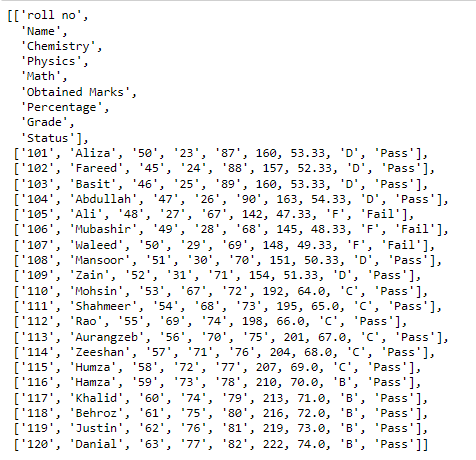 [['roll no',
'Name',
'Chemistry',
'Physics',
'Math',
'Obtained Marks',
'Percentage',
'Grade',
'Status'],
['101', 'Aliza', '50', '23', '87', 160, 53.33, 'D', 'Pass'],
['102', 'Fareed', '45', '24', '88', 157, 52.33, 'D', 'Pass'],
['103', 'Basit', '46', '25', '89', 160, 53.33, 'D', 'Pass'],
['104', 'Abdullah', '47', '26', '90', 163, 54.33, 'D', 'Pass'],
['105', 'Ali', '48', '27', '67', 142, 47.33, 'F', 'Fail'],
['106', 'Mubashir', '49', '28', '68', 145, 48.33, 'F', 'Fail'],
['107', 'Waleed', '50', '29', '69', 148, 49.33, 'F', 'Fail'],
['108', 'Mansoor', '51', '30', '70', 151, 50.33, 'D', 'Pass'],
['109', 'Zain', '52', '31', '71', 154, 51.33, 'D', 'Pass'],
['110', 'Mohsin', '53', '67', '72', 192, 64.0, 'C', 'Pass'],
['111', 'Shahmeer', '54', '68', '73', 195, 65.0, 'C', 'Pass'],
['112', 'Rao', '55', '69', '74', 198, 66.0, 'C', 'Pass'],
['113', 'Aurangzeb', '56', '70', '75', 201, 67.0, 'C', 'Pass'],
['114', 'Zeeshan', '57', '71', '76', 204, 68.0, 'C', 'Pass'],
['115', 'Humza', '58', '72', '77', 207, 69.0, 'C', 'Pass'],
['116', 'Hamza', '59', '73', '78', 210, 70.0, 'B', 'Pass'],
['117', 'Khalid', '60', '74', '79', 213, 71.0, 'B', 'Pass'],
['118', 'Behroz', '61', '75', '80', 216, 72.0, 'B', 'Pass'],
['119', 'Justin', '62', '76', '81', 219, 73.0, 'B', 'Pass'],
['120', 'Danial', '63', '77', '82', 222, 74.0, 'B', 'Pass']]